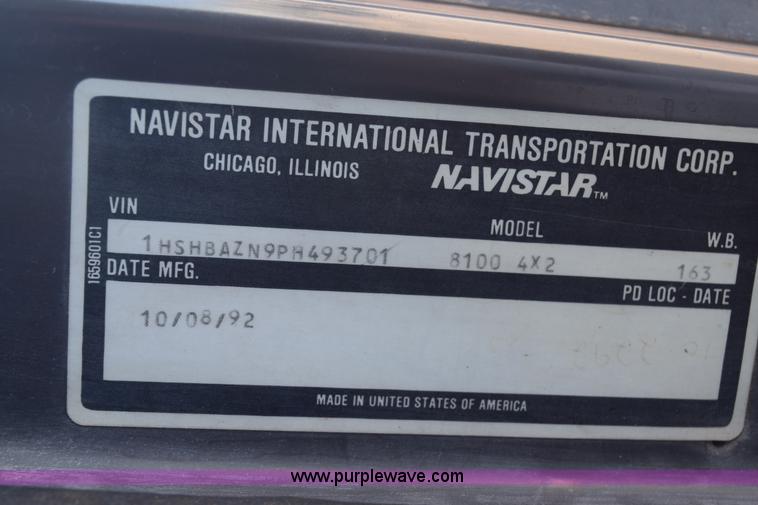 NAVISTAR INTERNATIONAL TRANSPORTATION CORP.
CHICAGO, ILLINOIS NAVISTAR™
VIN MODEL W.B.
1HSHBAZN9PH493701 8100 4X2 163
DATE MFG. PD LOC - DATE
10/08/92
MADE IN UNITED STATES OF AMERICA
1659601C1
www.purplewave.com